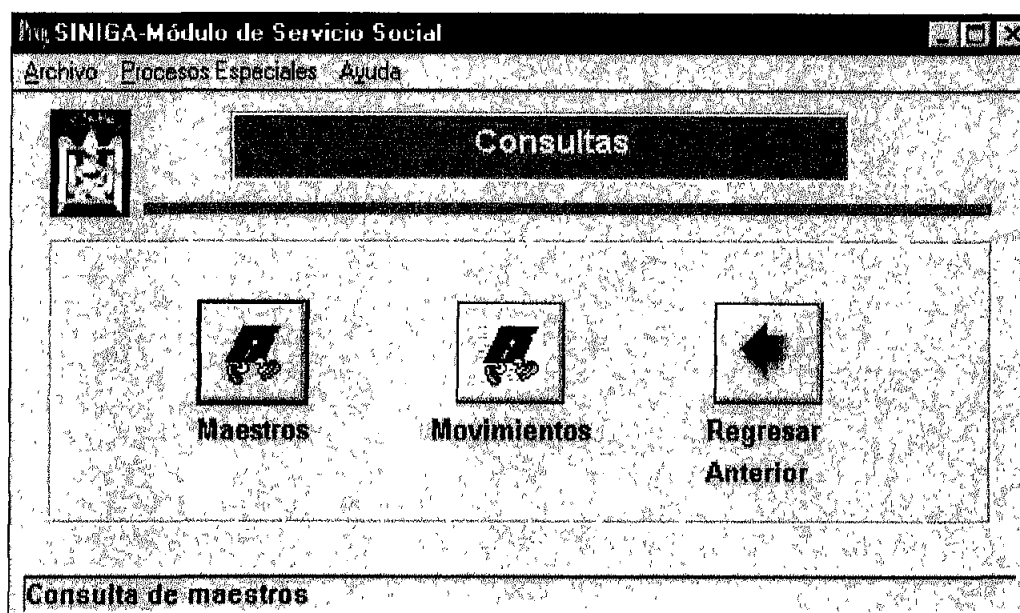 SINIGA-Módulo de Servicio Social
Archivo Procesos Especiales Ayuda
Consultas
Maestros Movimientos Regresar
Anterior
Consulta de maestros